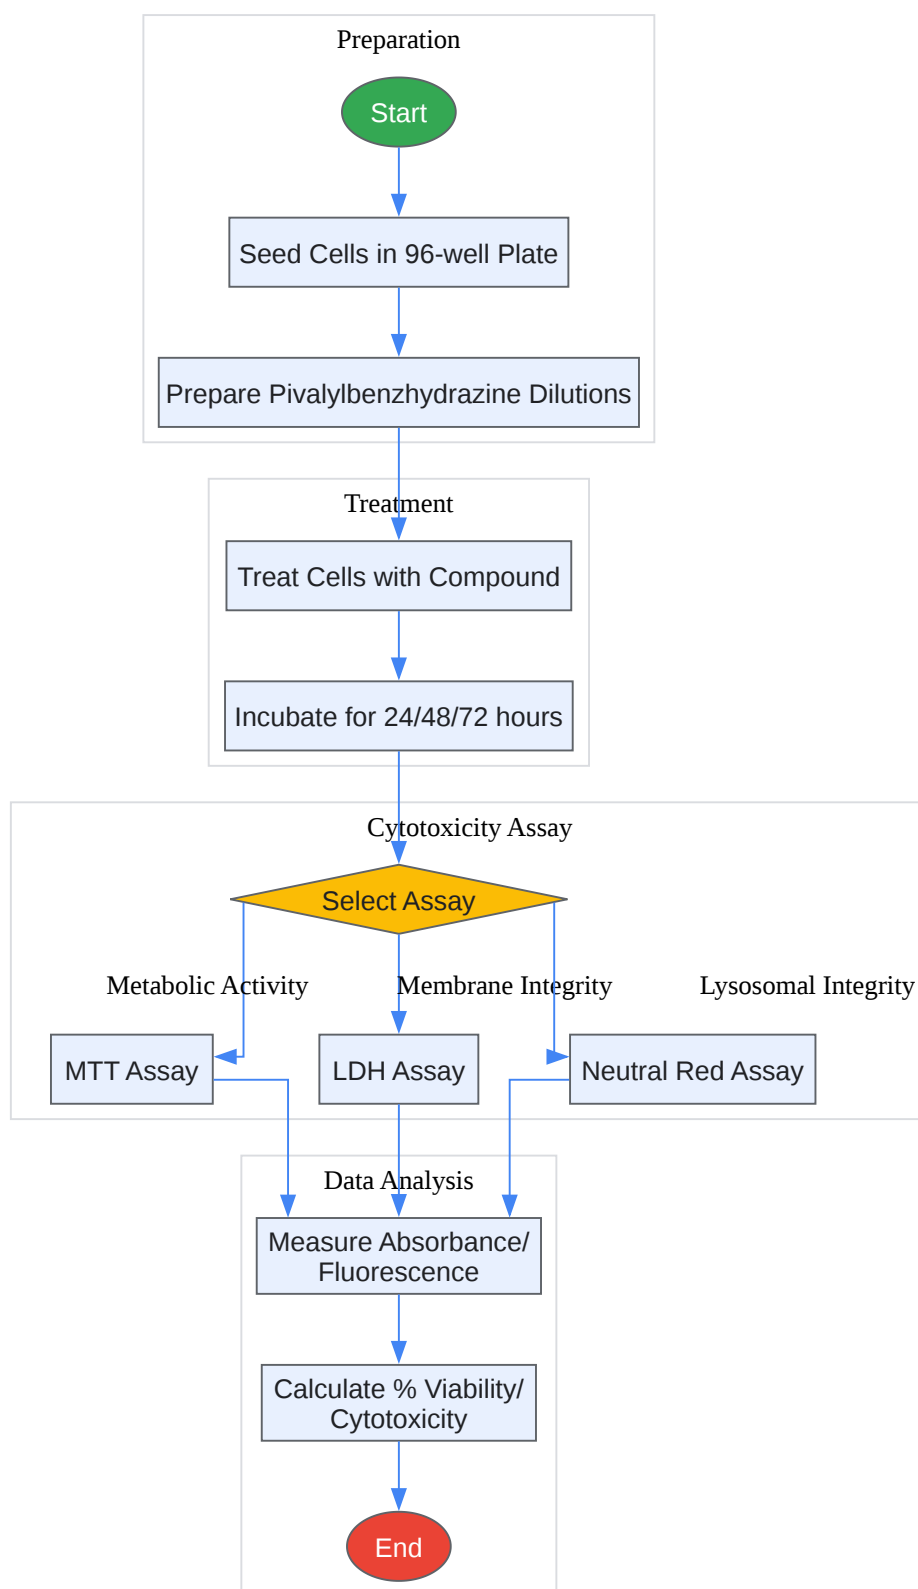 Preparation
Start
Seed Cells in 96-well Plate
Prepare Pivalylbenzhydrazine Dilutions
Treatment
Treat Cells with Compound
Incubate for 24/48/72 hours
Cytotoxicity Assay
Select Assay
Metabolic Activity
Membrane Integrity
Lysosomal Integrity
MTT Assay
LDH Assay
Neutral Red Assay
Data Analysis
Measure Absorbance/
Fluorescence
Calculate % Viability/
Cytotoxicity
End